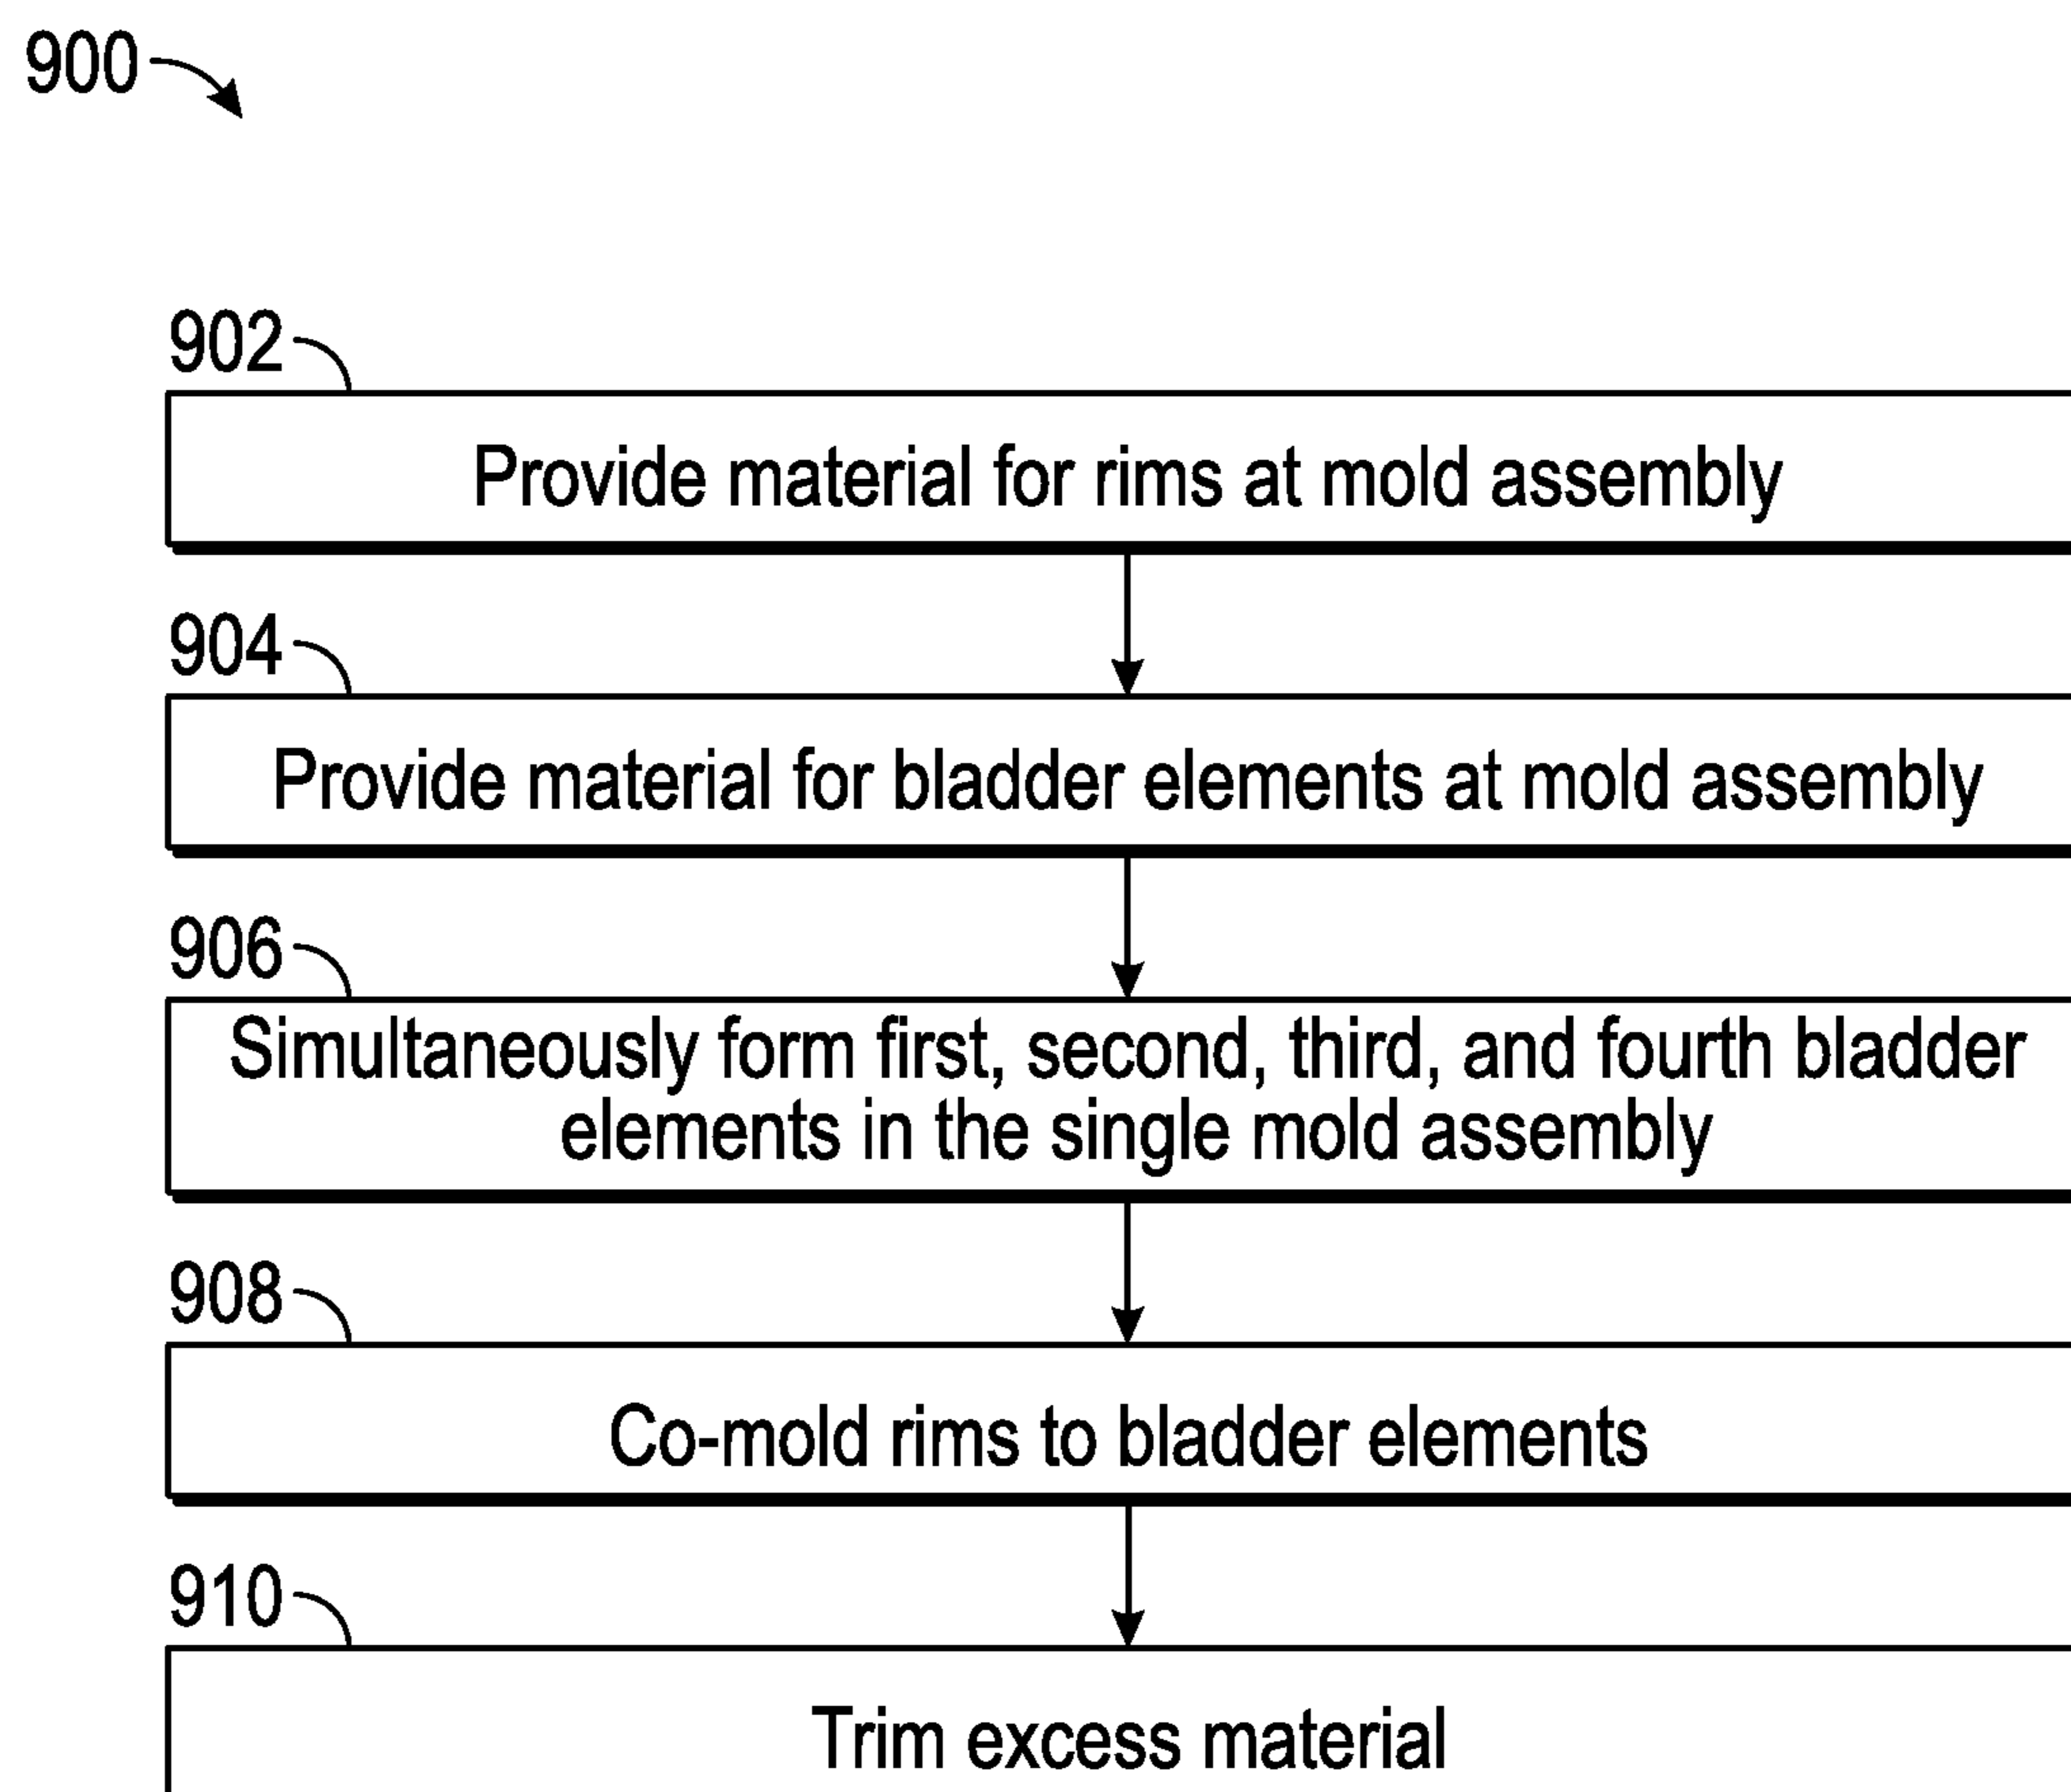 900
902
Provide material for rims at mold assembly
904
Provide material for bladder elements at mold assembly
906
Simultaneously form first, second, third, and fourth bladder
elements in the single mold assembly
908
Co-mold rims to bladder elements
910
Trim excess material